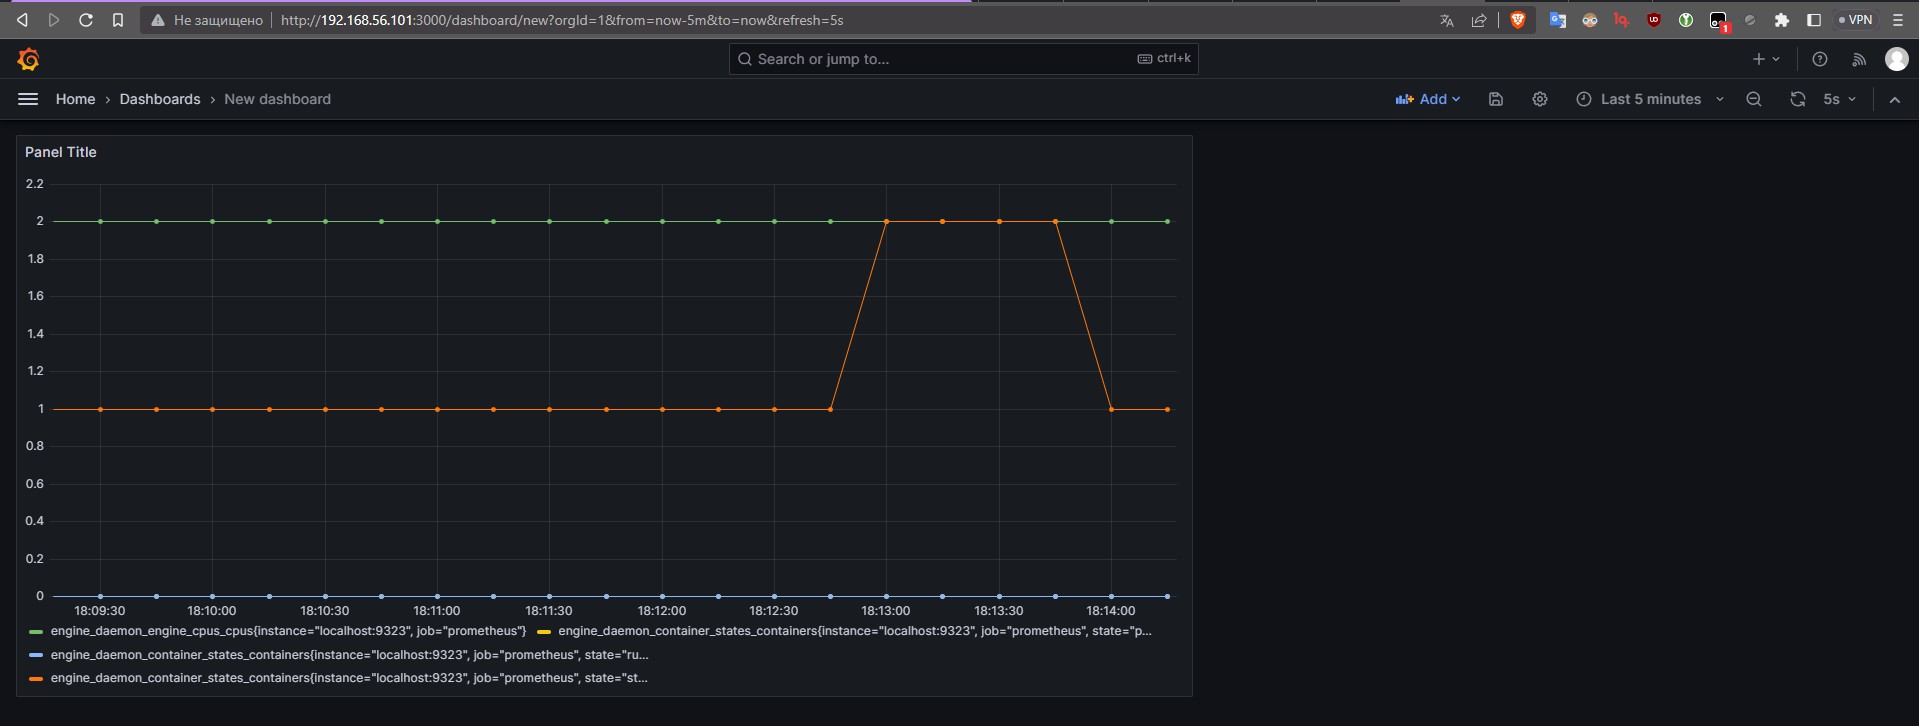 Не защищено http://192.168.56.101:3000/dashboard/new?orgId=1&from=now-5m&to=now&refresh=5s 1q. UD 1 VPN
Search or jump to... ctrl+k
Home › Dashboards › New dashboard Add Last 5 minutes 5s
Panel Title
2.2
2
1.8
1.6
1.4
1.2
1
0.8
0.6
0.4
0.2
0
18:09:30 18:10:00 18:10:30 18:11:00 18:11:30 18:12:00 18:12:30 18:13:00 18:13:30 18:14:00
engine_daemon_engine_cpus_cpus{instance="localhost:9323", job="prometheus"} engine_daemon_container_states_containers{instance="localhost:9323", job="prometheus", state="p...
engine_daemon_container_states_containers{instance="localhost:9323", job="prometheus", state="ru...
engine_daemon_container_states_containers{instance="localhost:9323", job="prometheus", state="st...